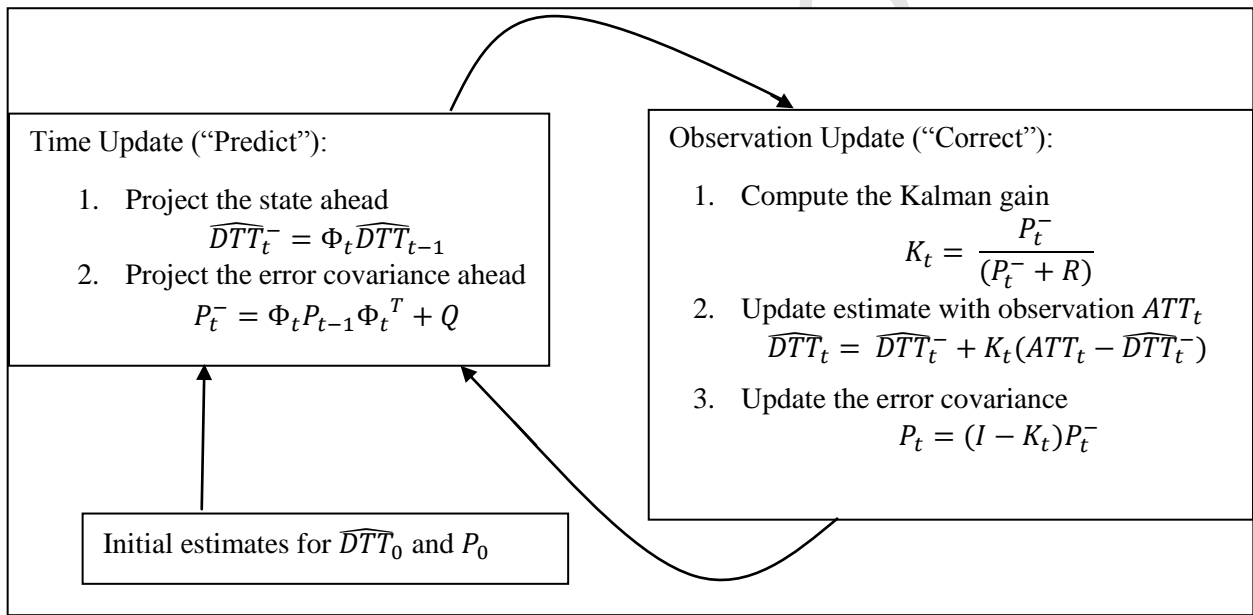 Time Update (“Predict”):
1. Project the state ahead
$\widehat{DTT}_t^- = \Phi_t \widehat{DTT}_{t-1}$
2. Project the error covariance ahead
$P_t^- = \Phi_t P_{t-1} {\Phi_t}^T + Q$
Initial estimates for $\widehat{DTT}_0$ and $P_0$
Observation Update (“Correct”):
1. Compute the Kalman gain
$K_t = \frac{P_t^-}{(P_t^- + R)}$
2. Update estimate with observation $ATT_t$
$\widehat{DTT}_t = \widehat{DTT}_t^- + K_t(ATT_t - \widehat{DTT}_t^-)$
3. Update the error covariance
$P_t = (I - K_t)P_t^-$